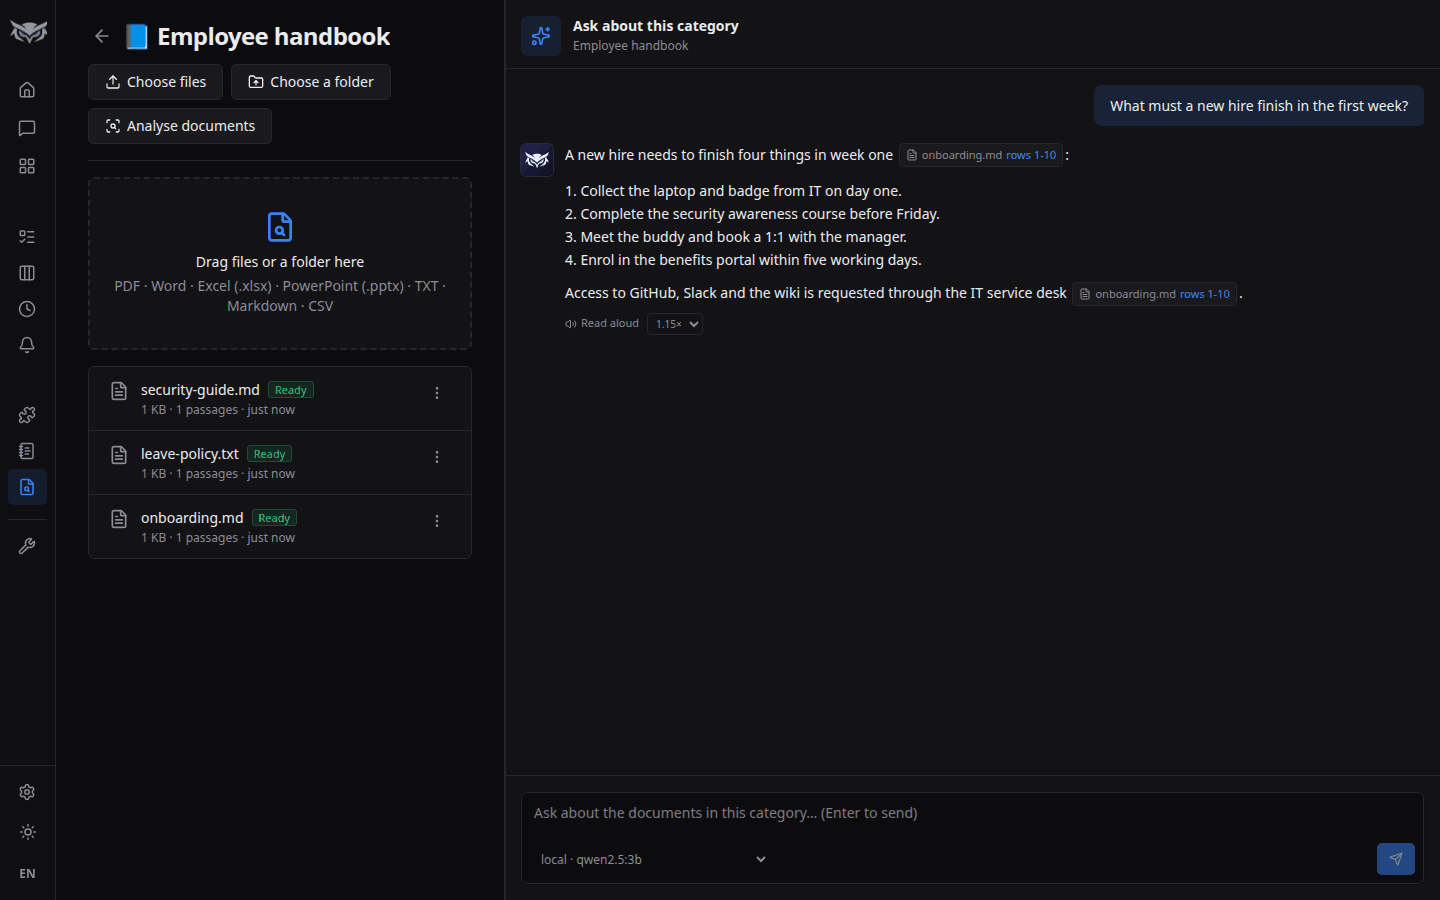 Employee handbook
Choose files
Choose a folder
Analyse documents
Drag files or a folder here
PDF · Word · Excel (.xlsx) · PowerPoint (.pptx) · TXT ·
Markdown · CSV
security-guide.md Ready
1 KB · 1 passages · just now
leave-policy.txt Ready
1 KB · 1 passages · just now
onboarding.md Ready
1 KB · 1 passages · just now
EN
Ask about this category
Employee handbook
What must a new hire finish in the first week?
A new hire needs to finish four things in week one onboarding.md rows 1-10 :
1. Collect the laptop and badge from IT on day one.
2. Complete the security awareness course before Friday.
3. Meet the buddy and book a 1:1 with the manager.
4. Enrol in the benefits portal within five working days.
Access to GitHub, Slack and the wiki is requested through the IT service desk onboarding.md rows 1-10 .
Read aloud 1.15×
Ask about the documents in this category... (Enter to send)
local · qwen2.5:3b